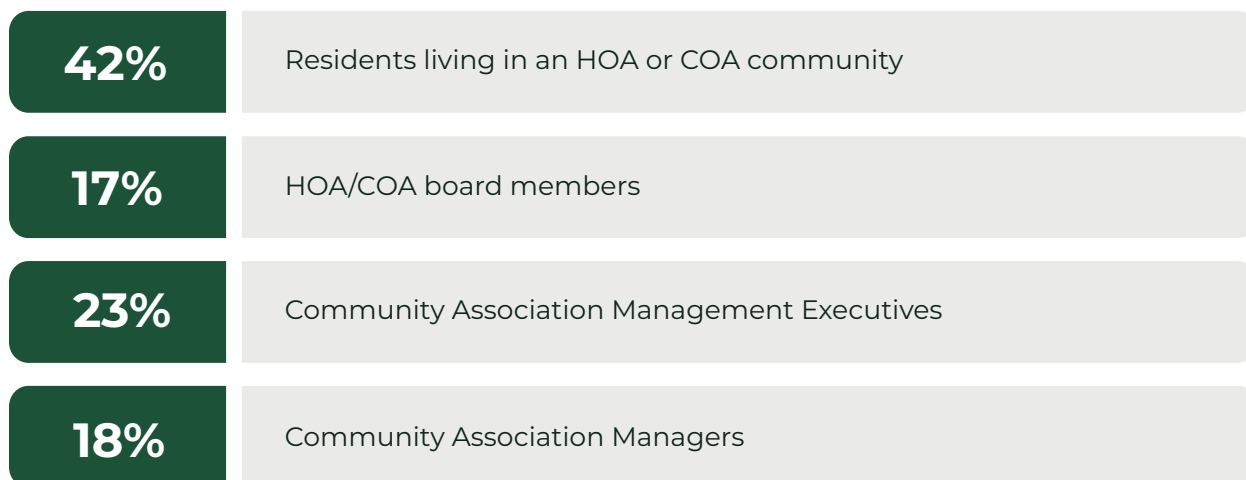 42%
Residents living in an HOA or COA community
17%
HOA/COA board members
23%
Community Association Management Executives
18%
Community Association Managers